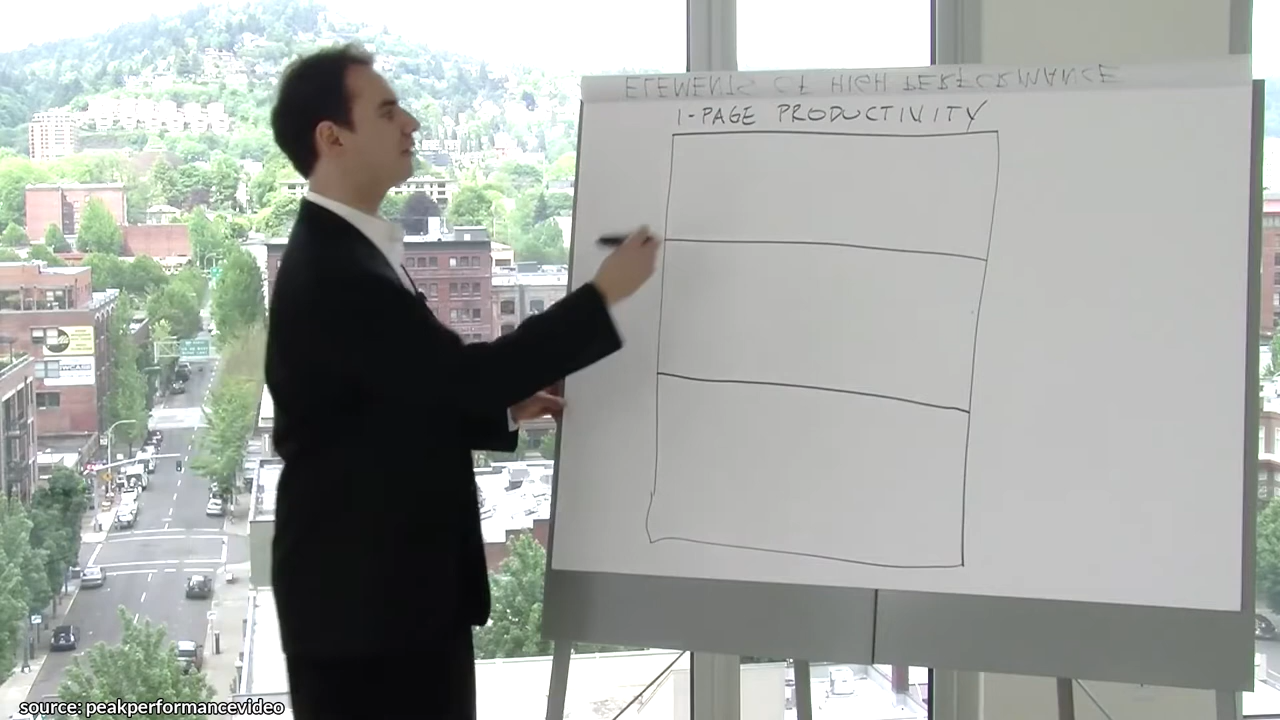 ELEMENTS OF HIGH PERFORMANCE
1-PAGE PRODUCTIVITY
source: peakperformancevideo